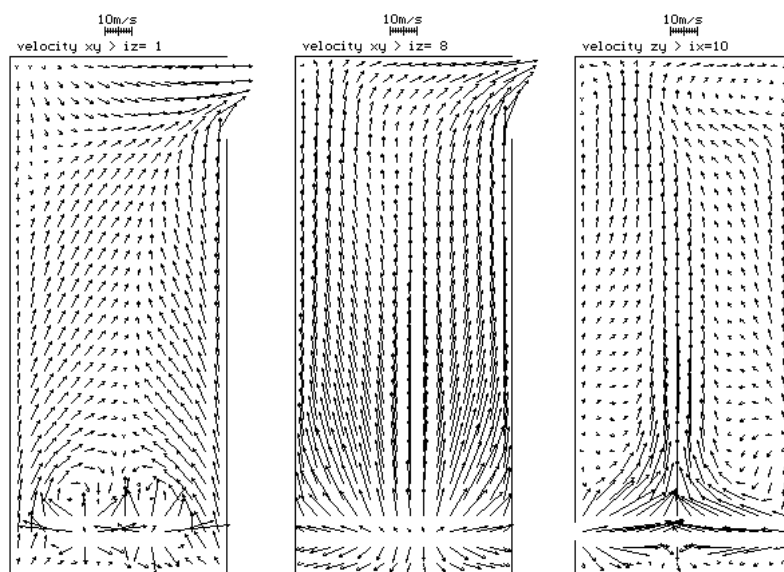 10m/s
velocity xy > iz= 1
10m/s
velocity xy > iz= 8
10m/s
velocity zy > ix=10